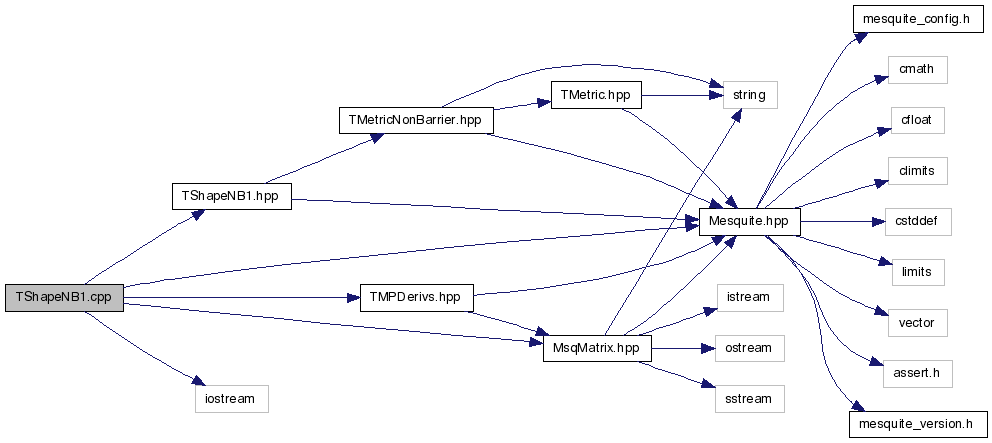 mesquite_config.h
cmath
TMetric.hpp
string
TMetricNonBarrier.hpp
cfloat
climits
TShapeNB1.hpp
Mesquite.hpp
cstddef
limits
TShapeNB1.cpp
TMPDerivs.hpp
istream
vector
MsqMatrix.hpp
ostream
assert.h
iostream
sstream
mesquite_version.h